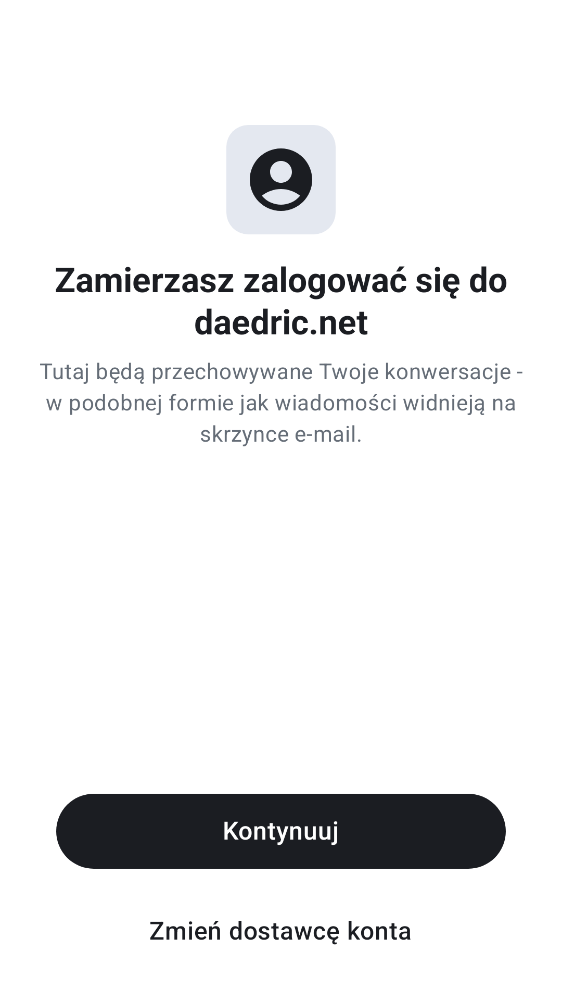 Zamierzasz zalogować się do
daedric.net
Tutaj będą przechowywane Twoje konwersacje -
w podobnej formie jak wiadomości widnieją na
skrzynce e-mail.
Kontynuuj
Zmień dostawcę konta